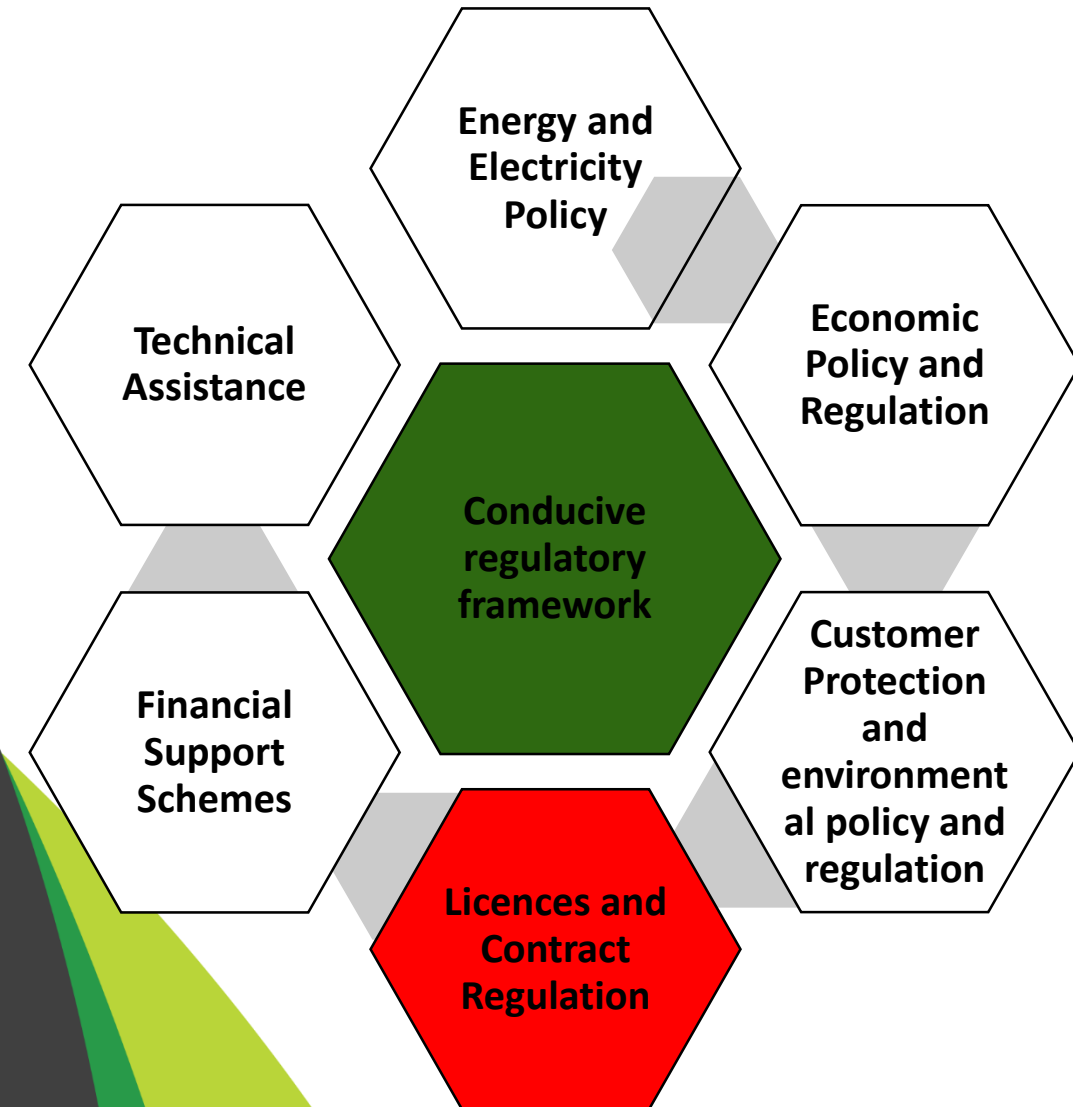 Energy and
Electricity
Policy
Economic
Policy and
Regulation
Customer
Protection
and
environment
al policy and
regulation
Licences and
Contract
Regulation
Financial
Support
Schemes
Technical
Assistance
Conducive
regulatory
framework